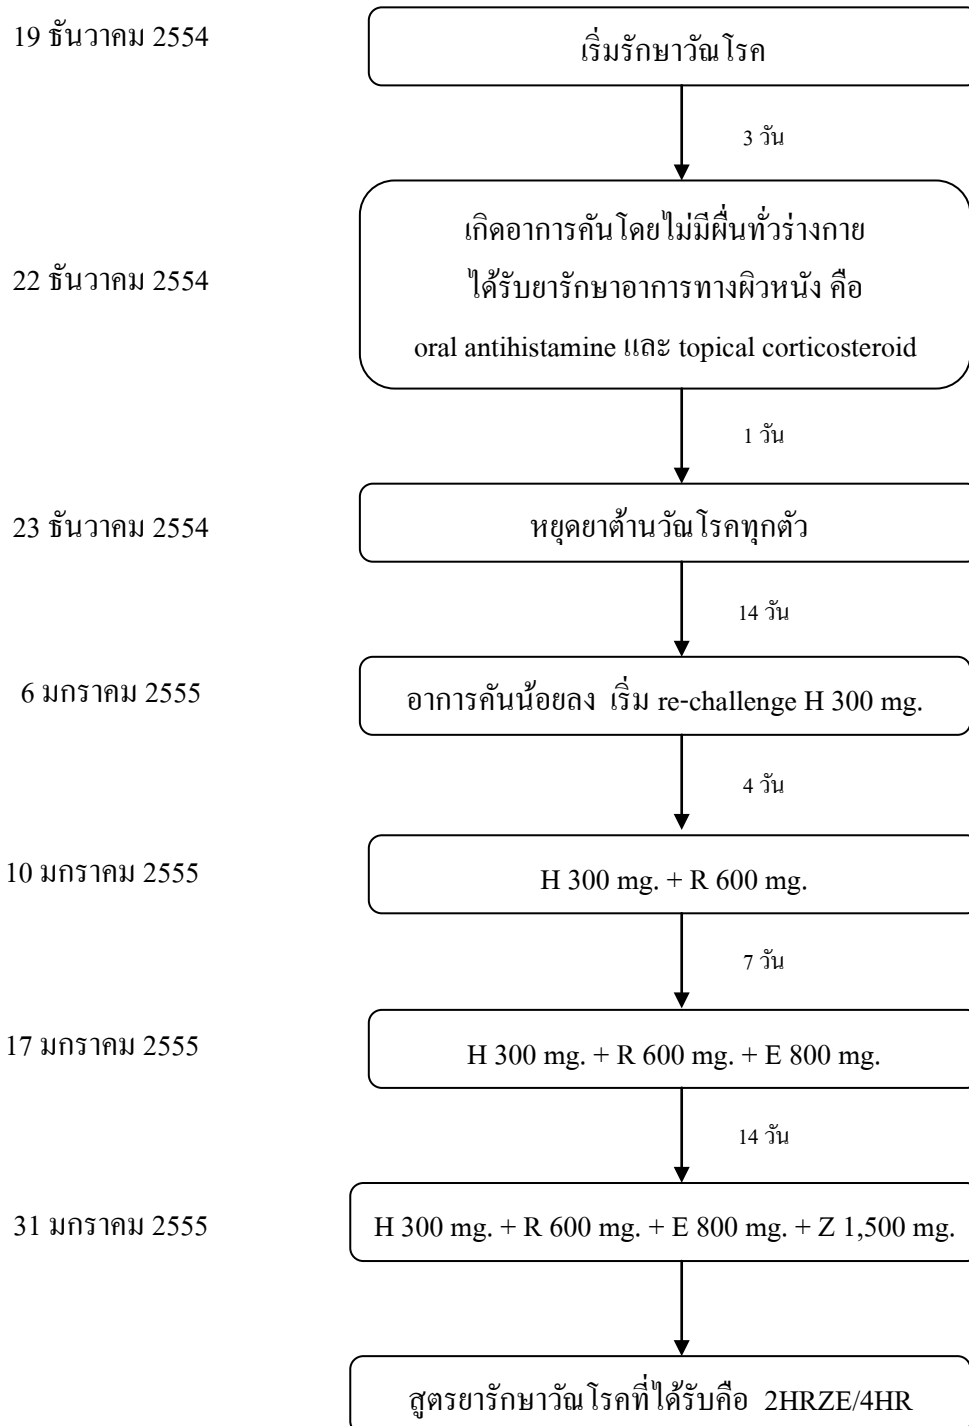 19 ธันวาคม 2554
เริ่มรักษาวัณโรค
3 วัน
22 ธันวาคม 2554
เกิดอาการคันโดยไม่มีผื่นทั่วร่างกาย
ได้รับยารักษาอาการทางผิวหนัง คือ
oral antihistamine และ topical corticosteroid
1 วัน
23 ธันวาคม 2554
หยุดยาต้านวัณโรคทุกตัว
14 วัน
6 มกราคม 2555
อาการคันน้อยลง เริ่ม re-challenge H 300 mg.
4 วัน
10 มกราคม 2555
H 300 mg. + R 600 mg.
7 วัน
17 มกราคม 2555
H 300 mg. + R 600 mg. + E 800 mg.
14 วัน
31 มกราคม 2555
H 300 mg. + R 600 mg. + E 800 mg. + Z 1,500 mg.
สูตรยารักษาวัณโรคที่ได้รับคือ 2HRZE/4HR